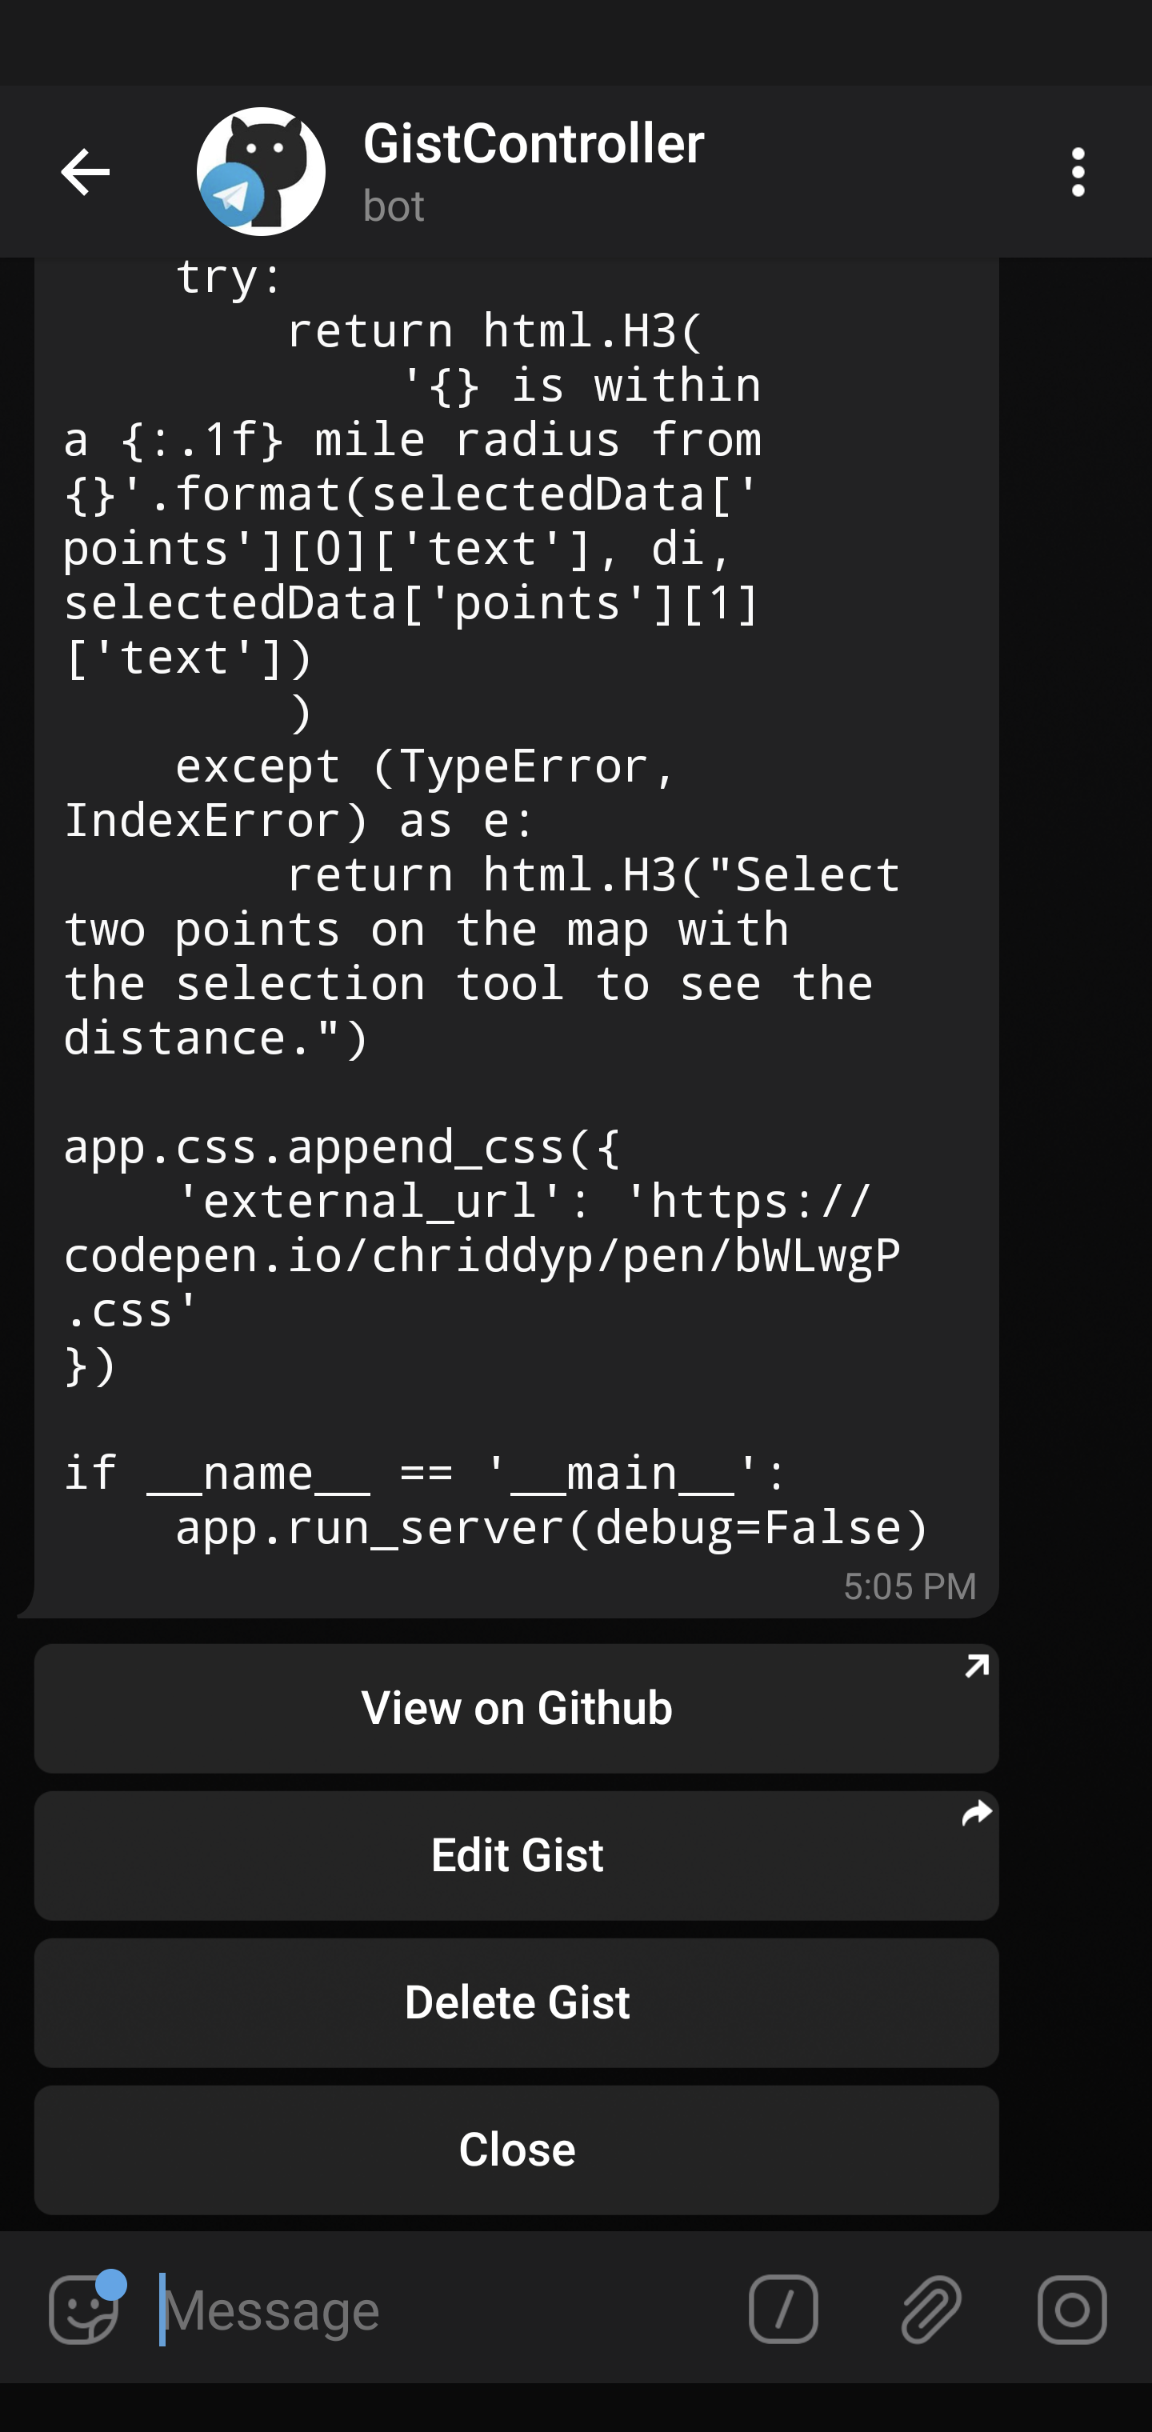 GistController
bot
try:
return html.H3(
'{} is within
a {:.1f} mile radius from
{}'.format(selectedData['
points'][0]['text'], di,
selectedData['points'][1]
['text'])
)
except (TypeError,
IndexError) as e:
return html.H3("Select
two points on the map with
the selection tool to see the
distance.")
app.css.append_css({
'external_url': 'https://
codepen.io/chriddyp/pen/bWLwgP
.css'
})
if __name__ == '__main__':
app.run_server(debug=False)
5:05 PM
View on Github
Edit Gist
Delete Gist
Close
Message